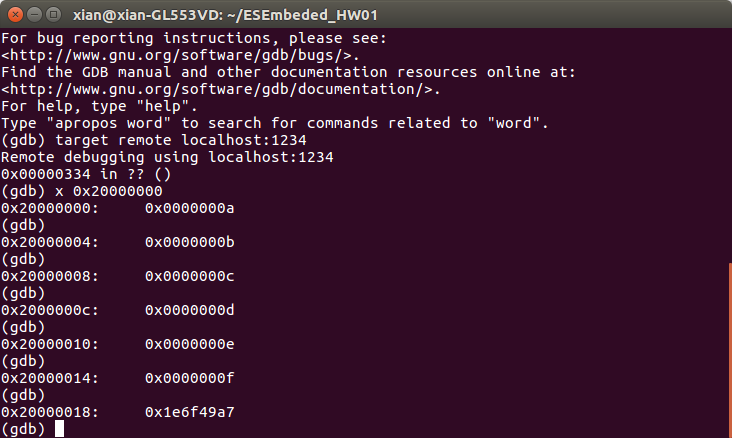 xian@xian-GL553VD: ~/ESEmbeded_HW01
For bug reporting instructions, please see:
<http://www.gnu.org/software/gdb/bugs/>.
Find the GDB manual and other documentation resources online at:
<http://www.gnu.org/software/gdb/documentation/>.
For help, type "help".
Type "apropos word" to search for commands related to "word".
(gdb) target remote localhost:1234
Remote debugging using localhost:1234
0x00000334 in ?? ()
(gdb) x 0x20000000
0x20000000:     0x0000000a
(gdb)
0x20000004:     0x0000000b
(gdb)
0x20000008:     0x0000000c
(gdb)
0x2000000c:     0x0000000d
(gdb)
0x20000010:     0x0000000e
(gdb)
0x20000014:     0x0000000f
(gdb)
0x20000018:     0x1e6f49a7
(gdb)